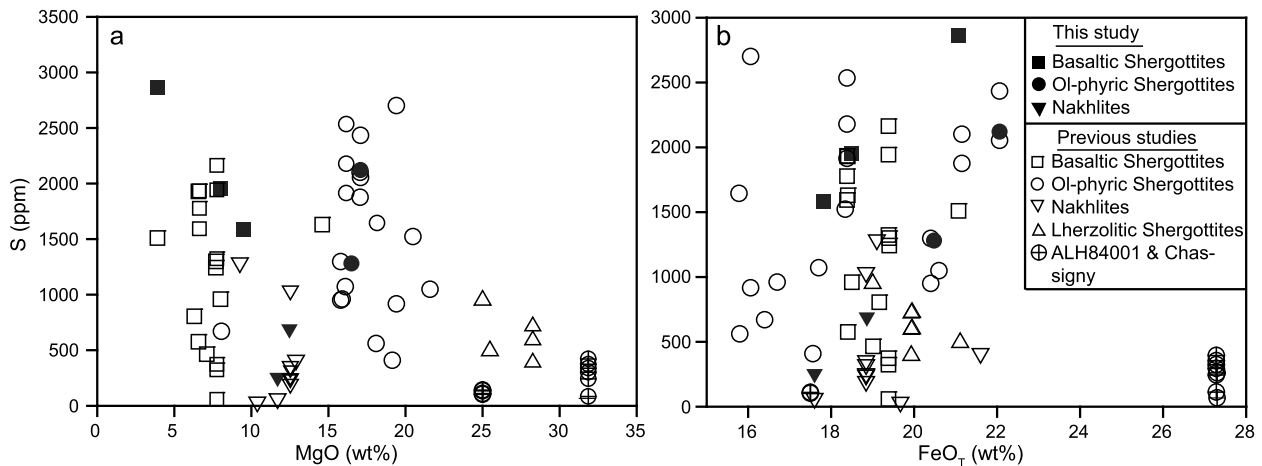 a
3500
3000
2500
2000
1500
1000
500
0
S (ppm)
0 5 10 15 20 25 30 35
MgO (wt%)
b
3000
2500
2000
1500
1000
500
0
16 18 20 22 24 26 28
FeOT (wt%)
This study
Basaltic Shergottites
Ol-phyric Shergottites
Nakhlites
Previous studies
Basaltic Shergottites
Ol-phyric Shergottites
Nakhlites
Lherzolitic Shergottites
ALH84001 & Chas-
signy